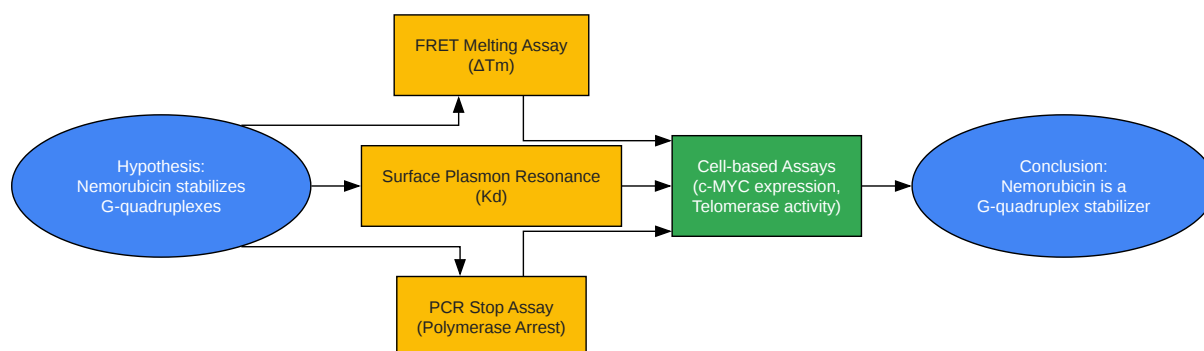 FRET Melting Assay
(ΔTm)
Hypothesis:
Nemorubicin stabilizes
G-quadruplexes
Surface Plasmon Resonance
(Kd)
Cell-based Assays
(c-MYC expression,
Telomerase activity)
Conclusion:
Nemorubicin is a
G-quadruplex stabilizer
PCR Stop Assay
(Polymerase Arrest)